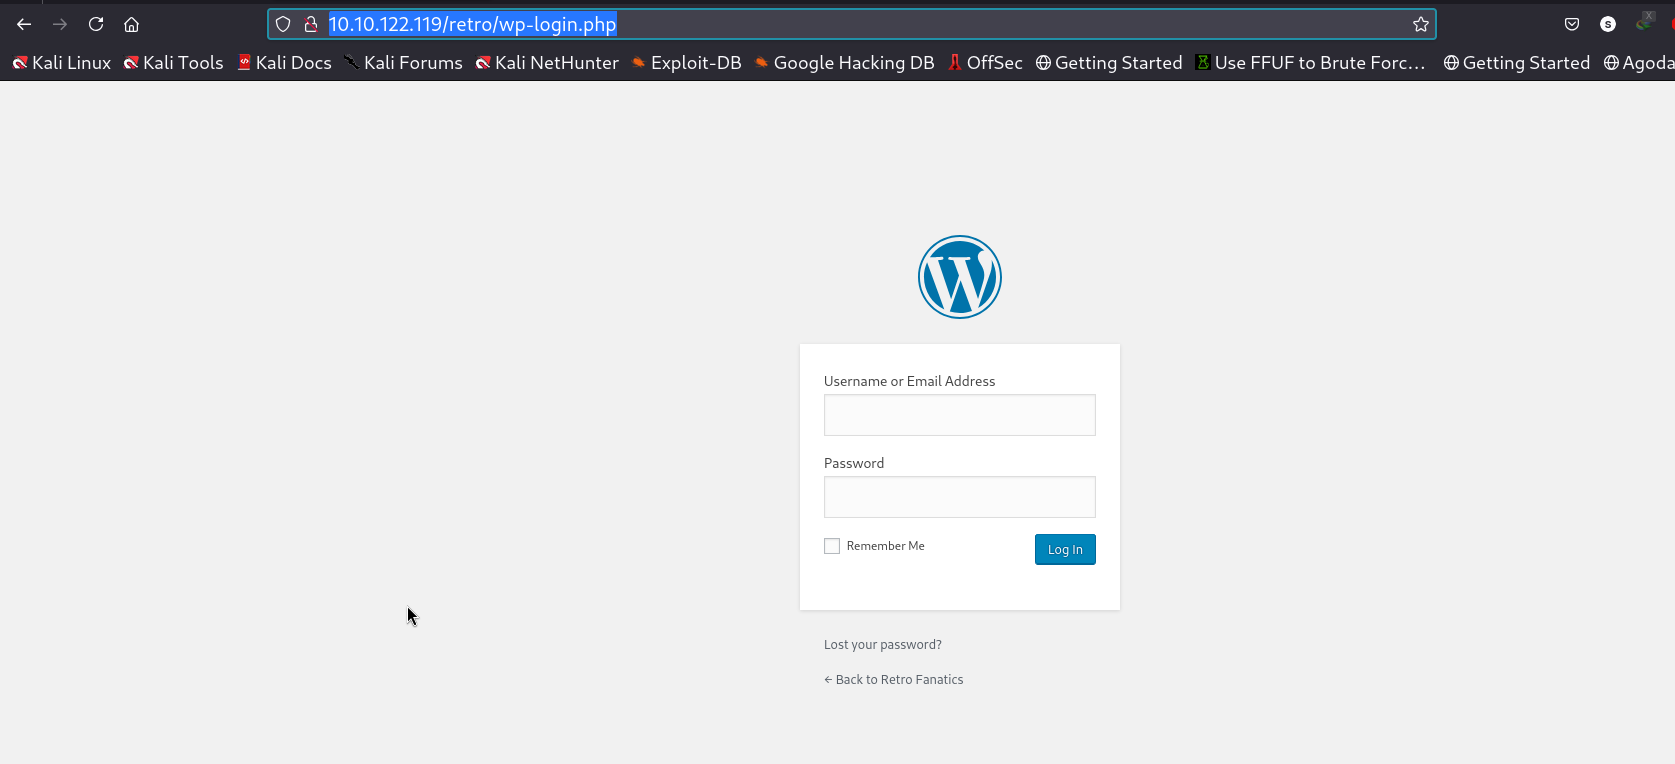 10.10.122.119/retro/wp-login.php
S
X
Kali Linux Kali Tools Kali Docs Kali Forums Kali NetHunter Exploit-DB Google Hacking DB OffSec Getting Started Use FFUF to Brute Forc… Getting Started Agoda
W
Username or Email Address
Password
Remember Me Log In
Lost your password?
← Back to Retro Fanatics